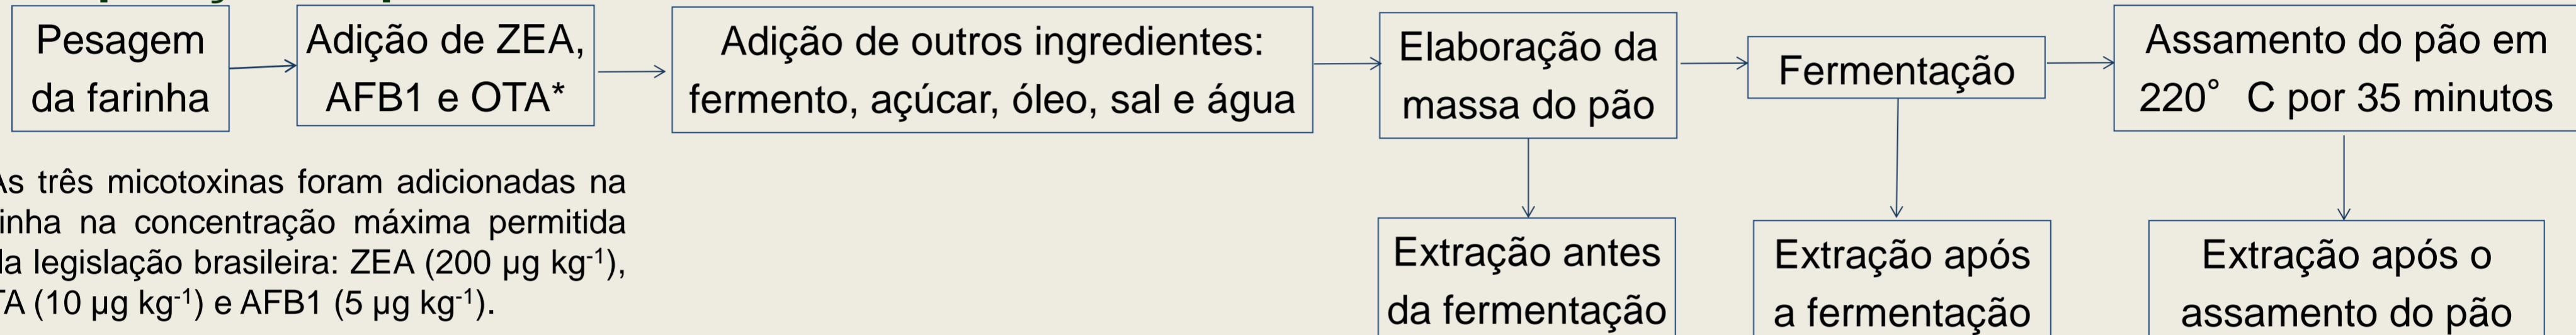 Pesagem
da farinha
Adição de ZEA,
AFB1 e OTA*
Adição de outros ingredientes:
fermento, açúcar, óleo, sal e água
Elaboração da
massa do pão
Fermentação
Assamento do pão em
220° C por 35 minutos
As três micotoxinas foram adicionadas na
inha na concentração máxima permitida
la legislação brasileira: ZEA (200 µg kg-1),
TA (10 µg kg-1) e AFB1 (5 µg kg-1).
Extração antes
da fermentação
Extração após
a fermentação
Extração após o
assamento do pão